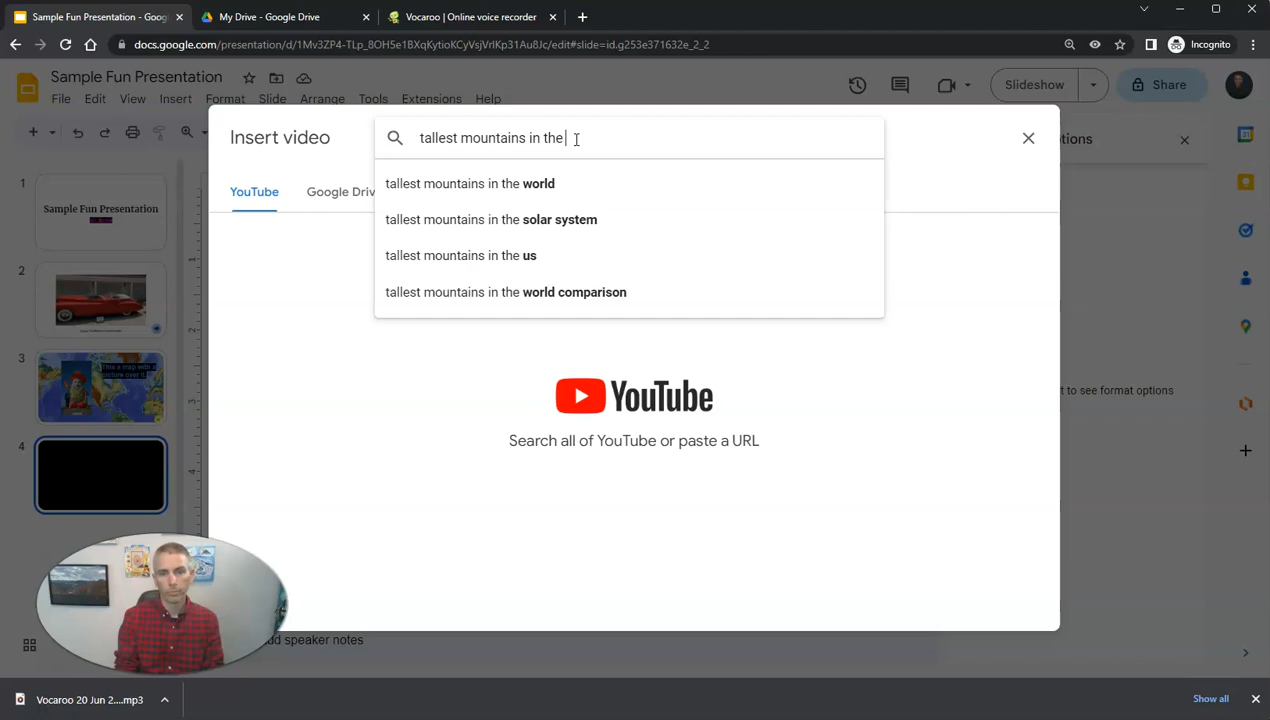 Sample Fun Presentation - Goog
My Drive - Google Drive
Vocaroo | Online voice recorder
docs.google.com/presentation/d/1Mv3ZP4-TLp_8OH5e1BXqKytioKCyVsjVrlKp31Au8Jc/edit#slide=id.g253e371632e_2_2
Incognito
Sample Fun Presentation
File Edit View Insert Format Slide Arrange Tools Extensions Help
Slideshow
Share
Insert video
tallest mountains in the
tallest mountains in the world
tallest mountains in the solar system
tallest mountains in the us
tallest mountains in the world comparison
YouTube
Google Driv
YouTube
Search all of YouTube or paste a URL
otions
t to see format options
1
Sample Fun Presentation
2
3
This a map with a
picture over it.
4
1
2
3
4
dd speaker notes
Vocaroo 20 Jun 2....mp3
Show all